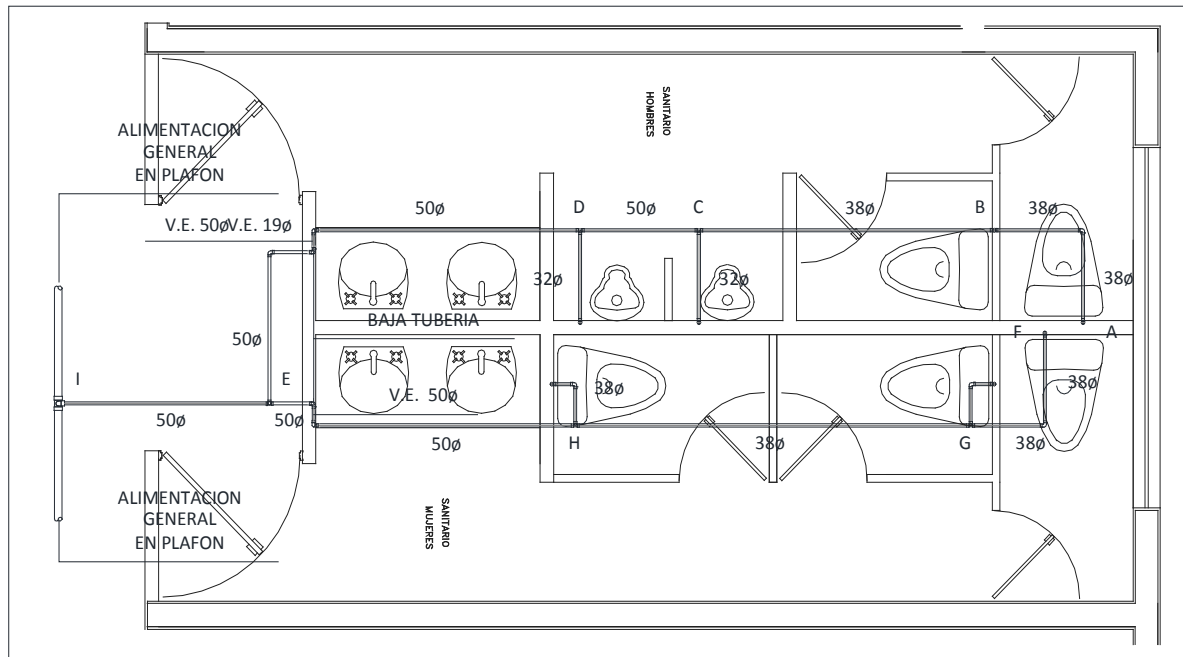 SANITARIO
HOMBRES
ALIMENTACION
GENERAL
EN PLAFON
50ø
D
50ø
C
38ø
B
38ø
V.E. 50ø
V.E. 19ø
32ø
32ø
38ø
BAJA TUBERIA
F
A
50ø
I
E
38ø
38ø
V.E. 50ø
50ø
50ø
50ø
H
38ø
G
38ø
ALIMENTACION
GENERAL
EN PLAFON
SANITARIO
MUJERES